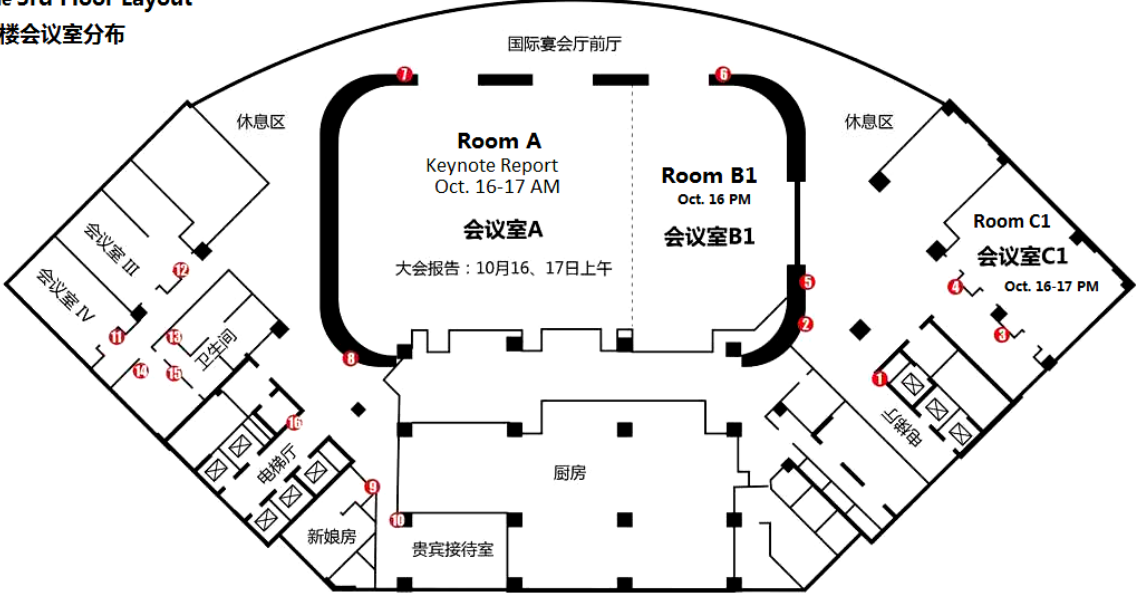 3rd Floor Layout
楼会议室分布
国际宴会厅前厅
7
6
休息区
休息区
Room A
Keynote Report
Oct. 16-17 AM
会议室A
大会报告：10月16、17日上午
Room B1
Oct. 16 PM
会议室B1
Room C1
会议室C1
Oct. 16-17 PM
会议室 III
会议室 IV
12
11
13
卫生间
14
15
5
2
4
3
8
1
16
电梯厅
电梯厅
9
10
厨房
新娘房
贵宾接待室